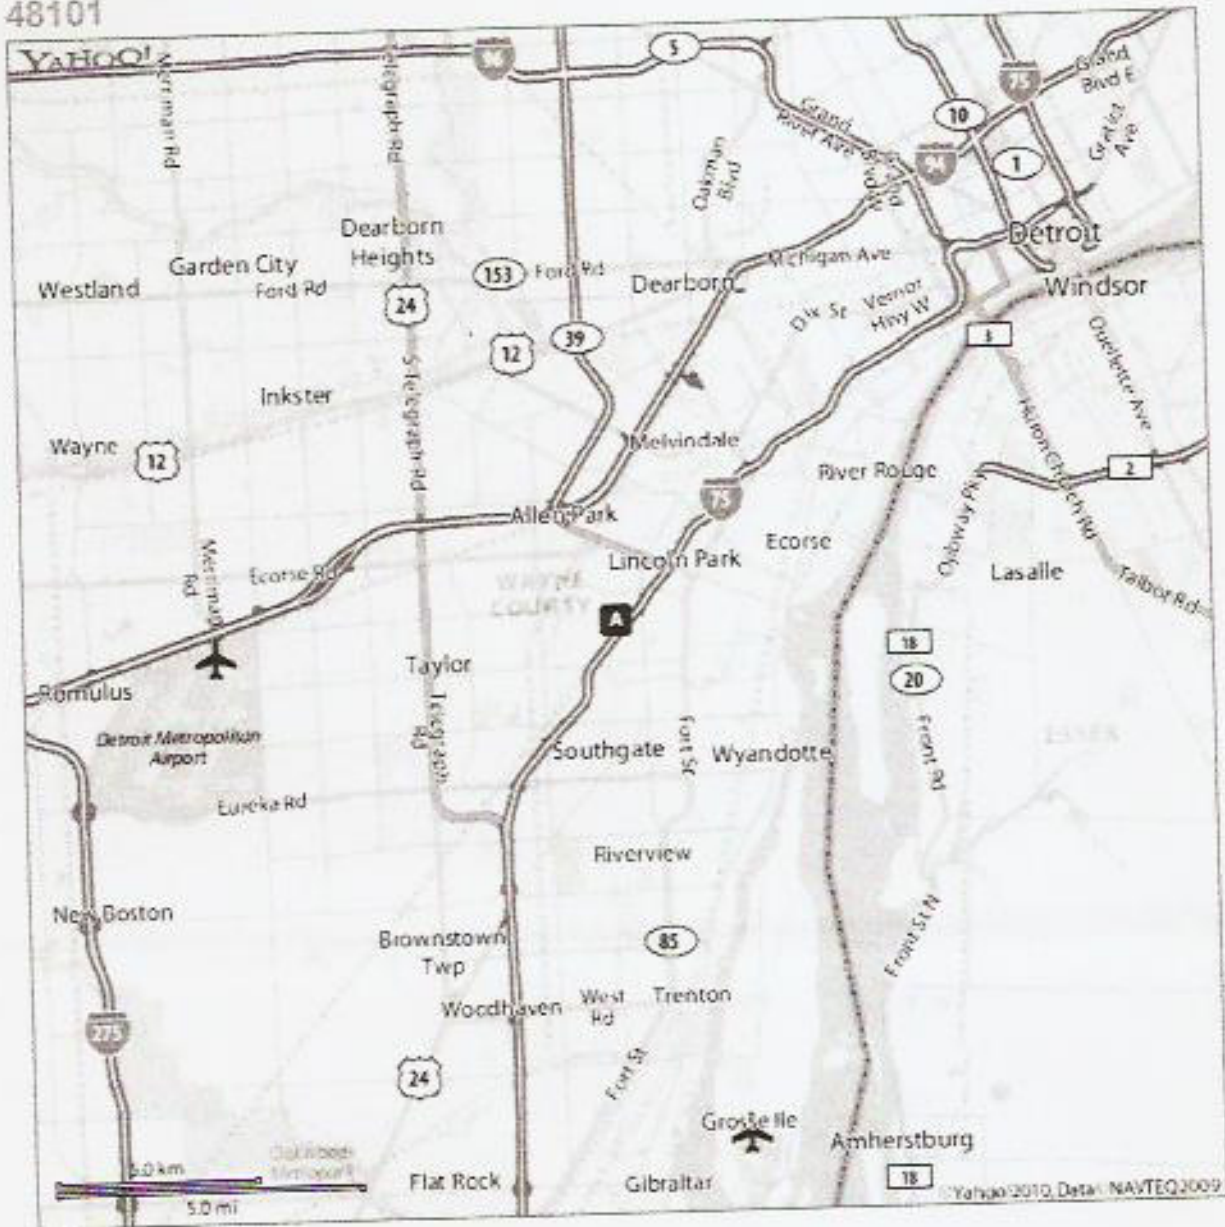 48101
YAHOO!
96
5
75
Grand
Blvd E
Merriman Rd
Telegraph Rd
Grand
River Ave
10
Gratiot
Ave
94
1
Oakman
Blvd
Blvd W
Dearborn
Heights
Detroit
Garden City
Ford Rd
153
Ford Rd
Michigan Ave
Westland
24
Dearborn
Windsor
Dix St
Vernor
Hwy W
39
12
3
Ouellette Ave
S Telegraph Rd
Inkster
Huron Church Rd
Wayne
12
Melvindale
River Rouge
2
75
Ojibway Pky
Allen Park
Ecorse
Lincoln Park
Merriman
Rd
Ecorse Rd
WAYNE
COUNTY
Lasalle
Talbot Rd
A
18
Taylor
20
Romulus
Telegraph
Rd
Detroit Metropolitan
Airport
Southgate
Fort St
Wyandotte
Front Rd
ESSEX
Eureka Rd
Riverview
New Boston
Brownstown
Twp
85
Front St N
Woodhaven
West
Rd
Trenton
275
24
Fort St
Grosse Ile
Amherstburg
5.0 km
Oakwoods
Metropark
Flat Rock
Gibraltar
18
Yahoo 2010, Data NAVTEQ2009
5.0 mi